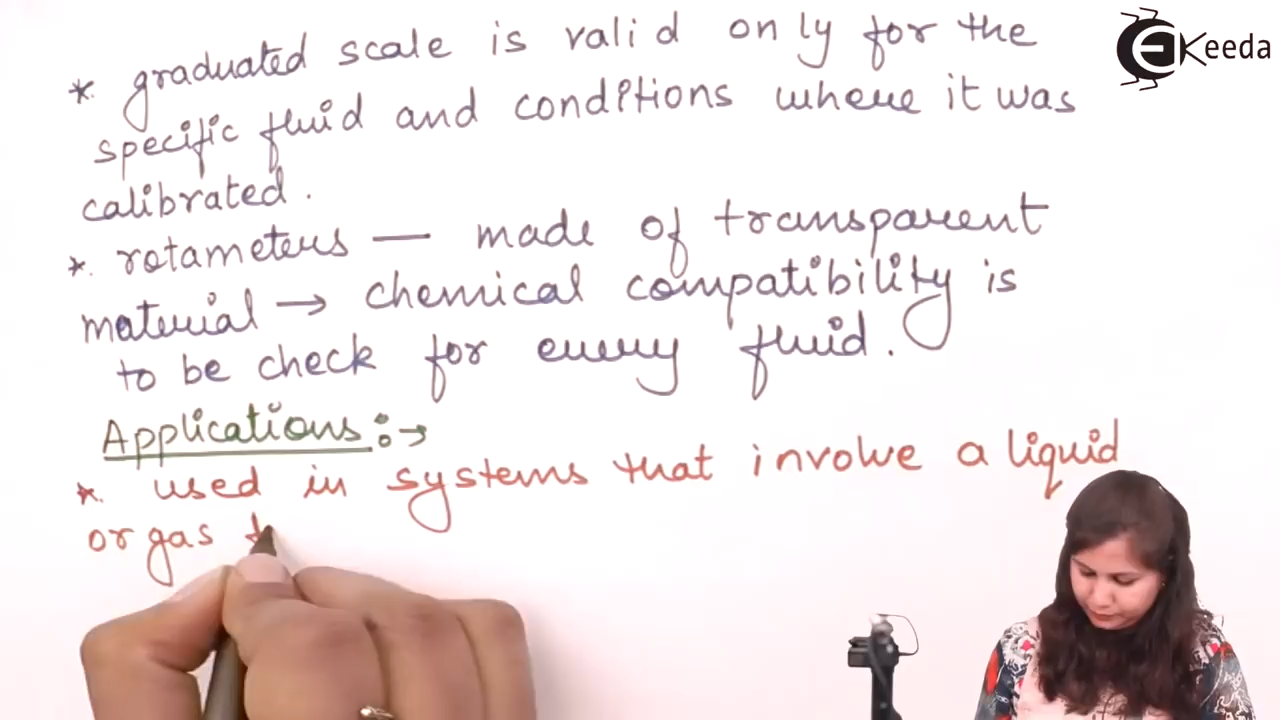 Ekeeda
* graduated scale is valid only for the
specific fluid and conditions where it was
calibrated.
* rotameters — made of transparent
material → chemical compatibility is
to be check for every fluid.
Applications :→
* used in systems that involve a liquid
or gas